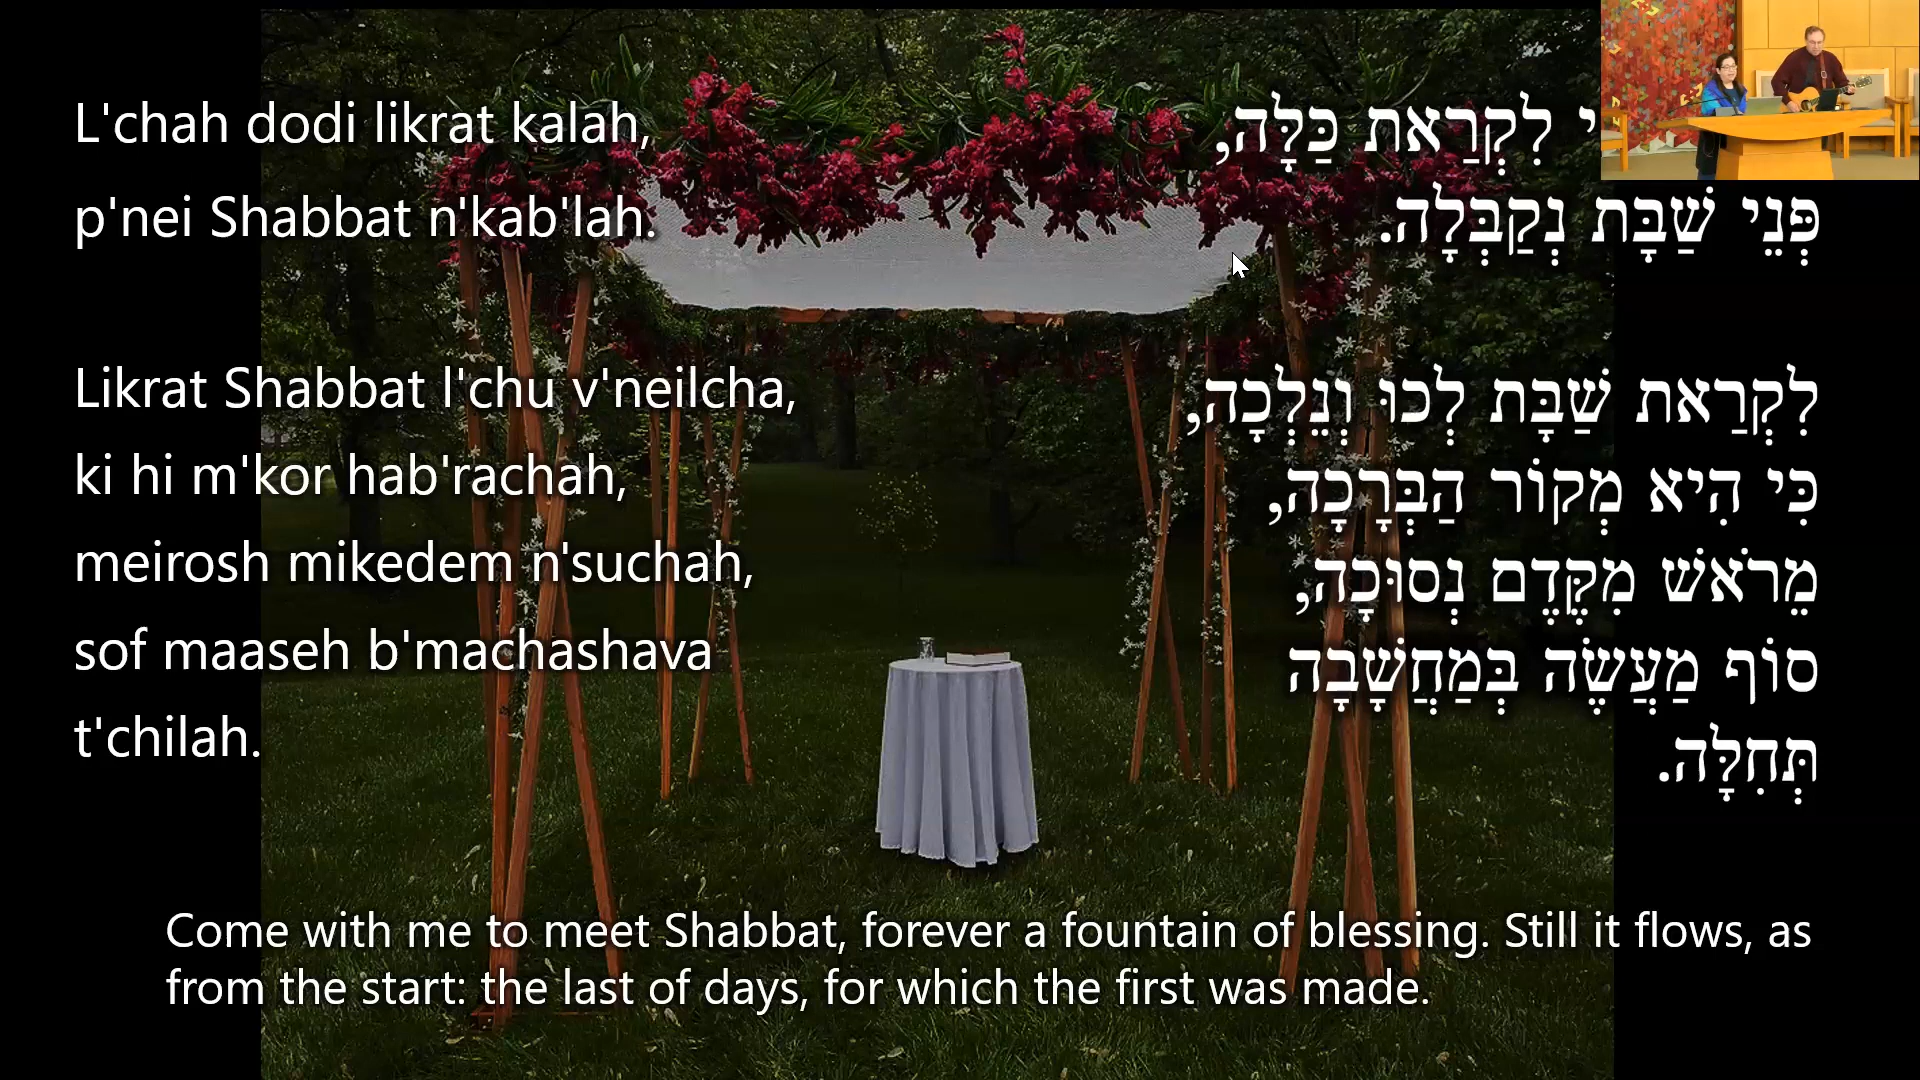 L'chah dodi likrat kalah,
p'nei Shabbat n'kab'lah.
Likrat Shabbat l'chu v'neilcha,
ki hi m'kor hab'rachah,
meirosh mikedem n'suchah,
sof maaseh b'machashava
t'chilah.
י לִקְרַאת כַּלָּה,
פְּנֵי שַׁבָּת נְקַבְּלָה.
לִקְרַאת שַׁבָּת לְכוּ וְנֵלְכָה,
כִּי הִיא מְקוֹר הַבְּרָכָה,
מֵרֹאשׁ מִקֶּדֶם נְסוּכָה,
סוֹף מַעֲשֶׂה בְּמַחֲשָׁבָה
תְּחִלָּה.
Come with me to meet Shabbat, forever a fountain of blessing. Still it flows, as
from the start: the last of days, for which the first was made.